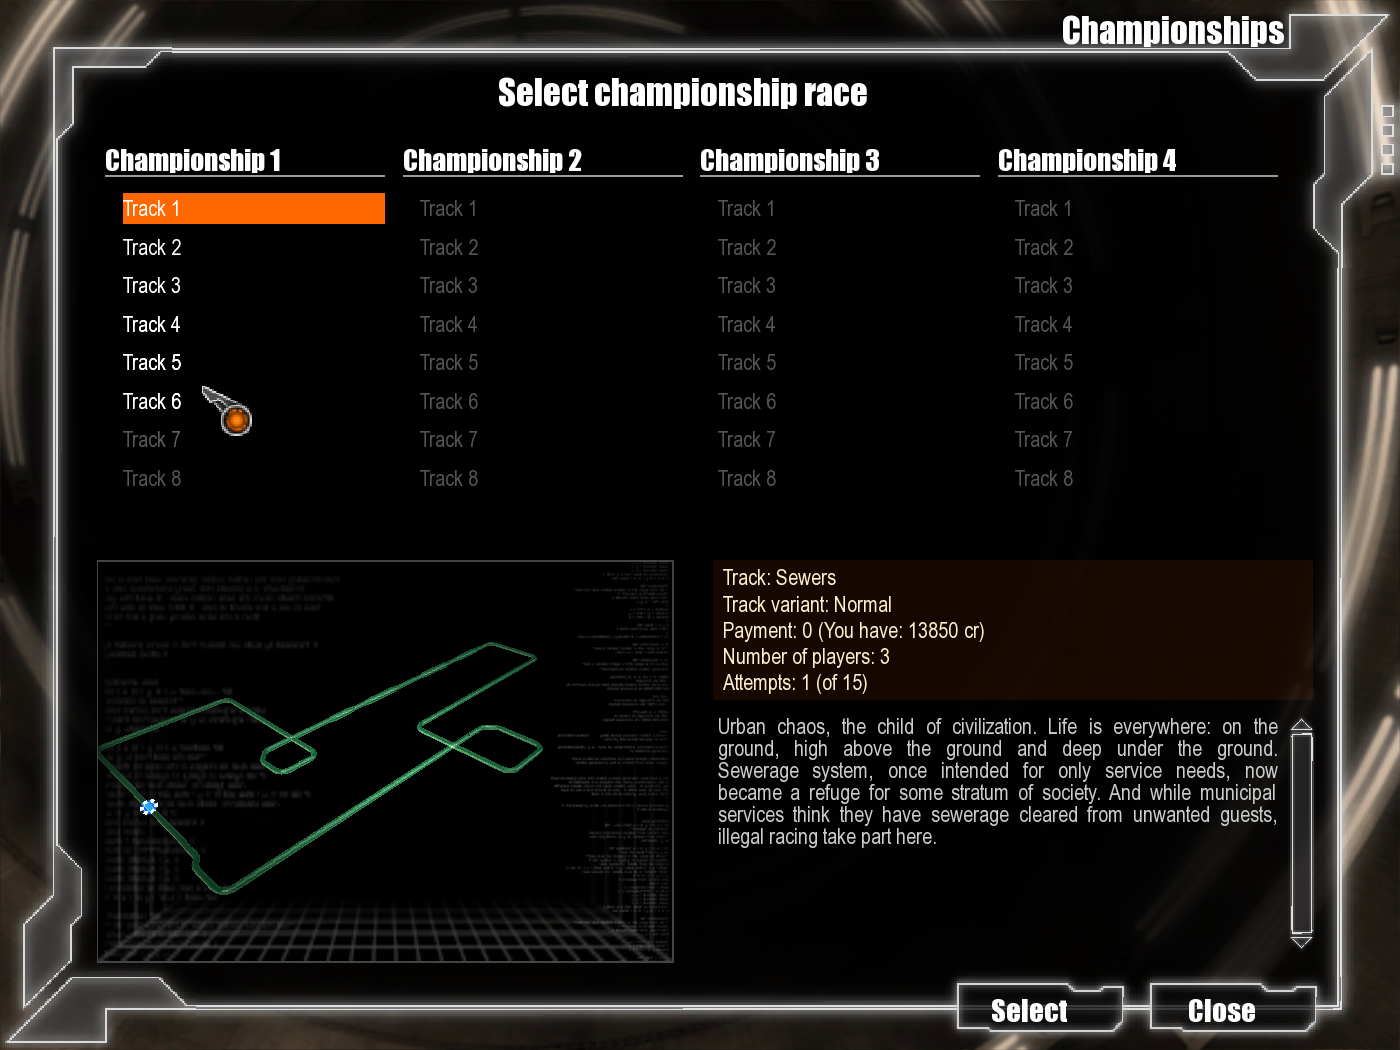 Championships
Select championship race
Championship 1
Championship 2
Championship 3
Championship 4
Track 1
Track 1
Track 1
Track 1
Track 2
Track 2
Track 2
Track 2
Track 3
Track 3
Track 3
Track 3
Track 4
Track 4
Track 4
Track 4
Track 5
Track 5
Track 5
Track 5
Track 6
Track 6
Track 6
Track 6
Track 7
Track 7
Track 7
Track 7
Track 8
Track 8
Track 8
Track 8
Track: Sewers
Track variant: Normal
Payment: 0 (You have: 13850 cr)
Number of players: 3
Attempts: 1 (of 15)
Urban chaos, the child of civilization. Life is everywhere: on the
ground, high above the ground and deep under the ground.
Sewerage system, once intended for only service needs, now
became a refuge for some stratum of society. And while municipal
services think they have sewerage cleared from unwanted guests,
illegal racing take part here.
Select
Close